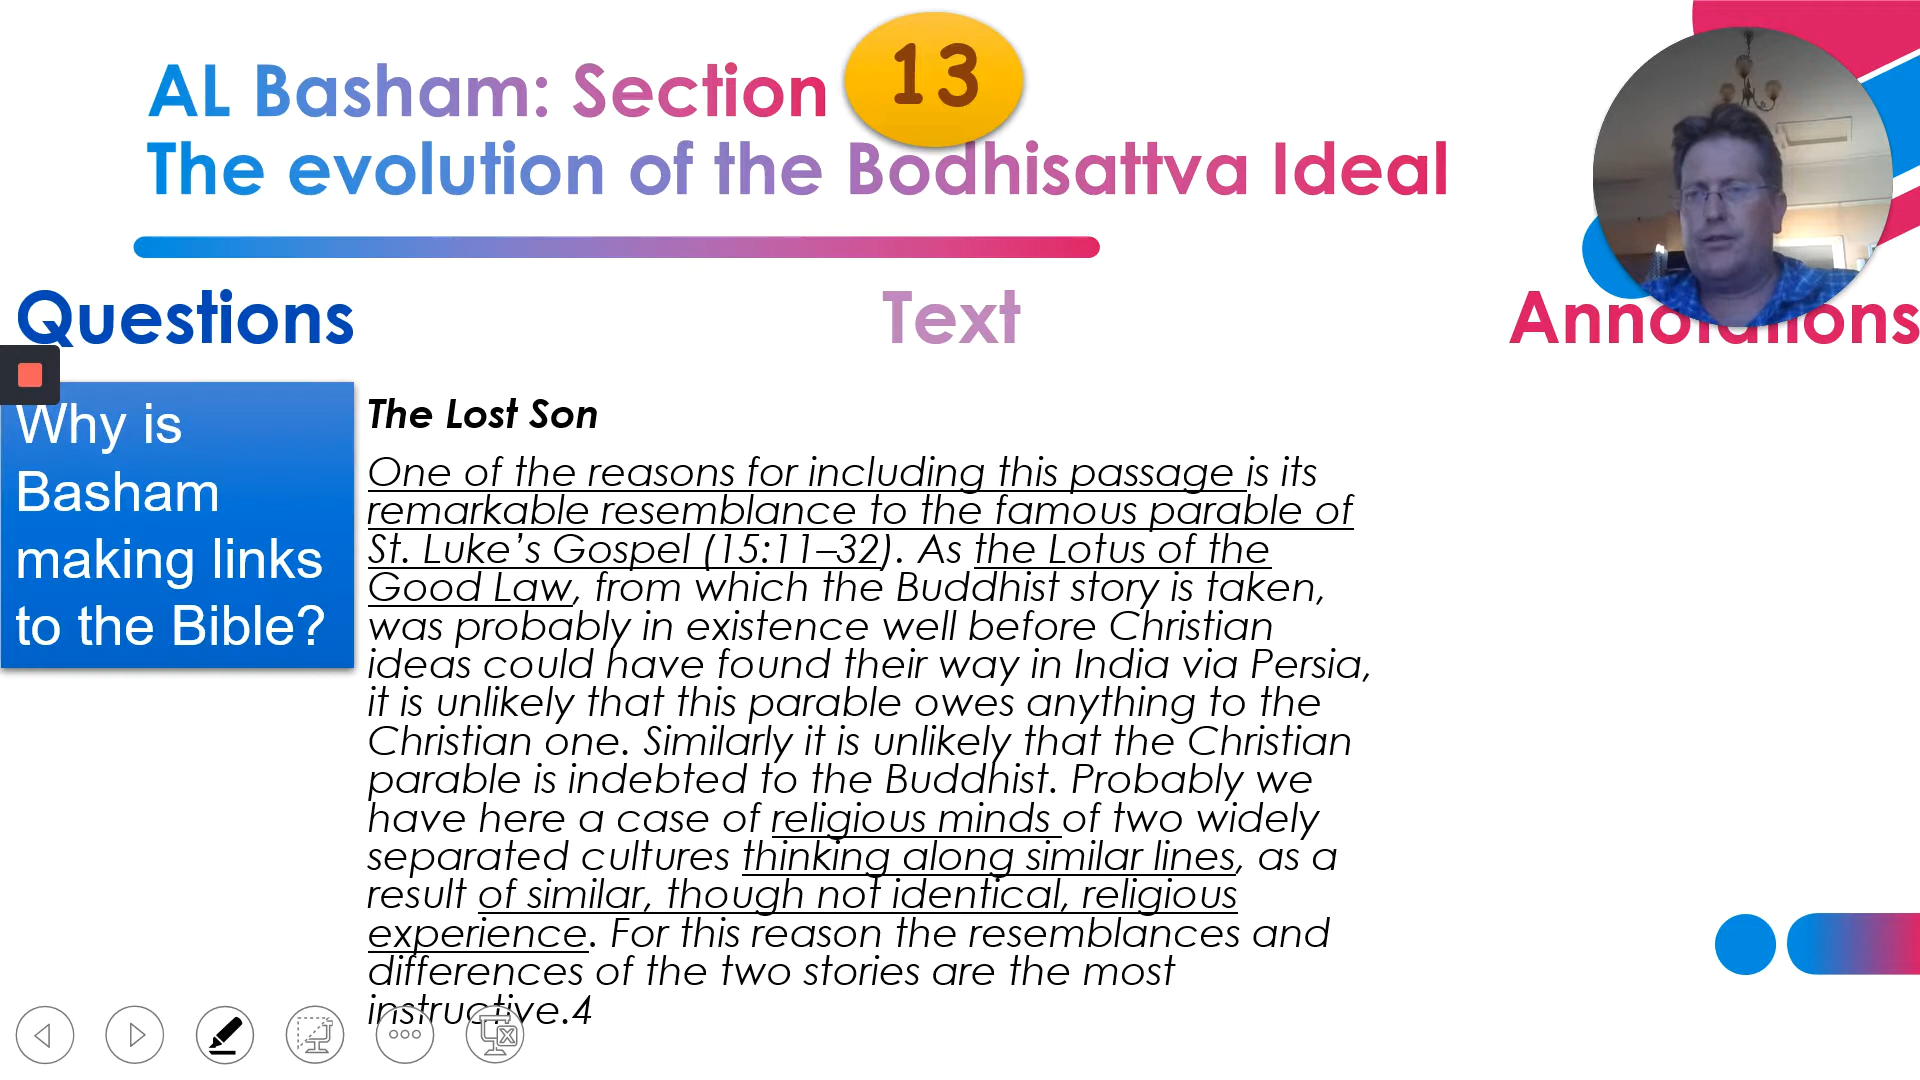 AL Basham: Section 13
The evolution of the Bodhisattva Ideal
Questions
Text
Annotations
Why is
Basham
making links
to the Bible?
The Lost Son
One of the reasons for including this passage is its
remarkable resemblance to the famous parable of
St. Luke’s Gospel (15:11–32). As the Lotus of the
Good Law, from which the Buddhist story is taken,
was probably in existence well before Christian
ideas could have found their way in India via Persia,
it is unlikely that this parable owes anything to the
Christian one. Similarly it is unlikely that the Christian
parable is indebted to the Buddhist. Probably we
have here a case of religious minds of two widely
separated cultures thinking along similar lines, as a
result of similar, though not identical, religious
experience. For this reason the resemblances and
differences of the two stories are the most
instructive.4